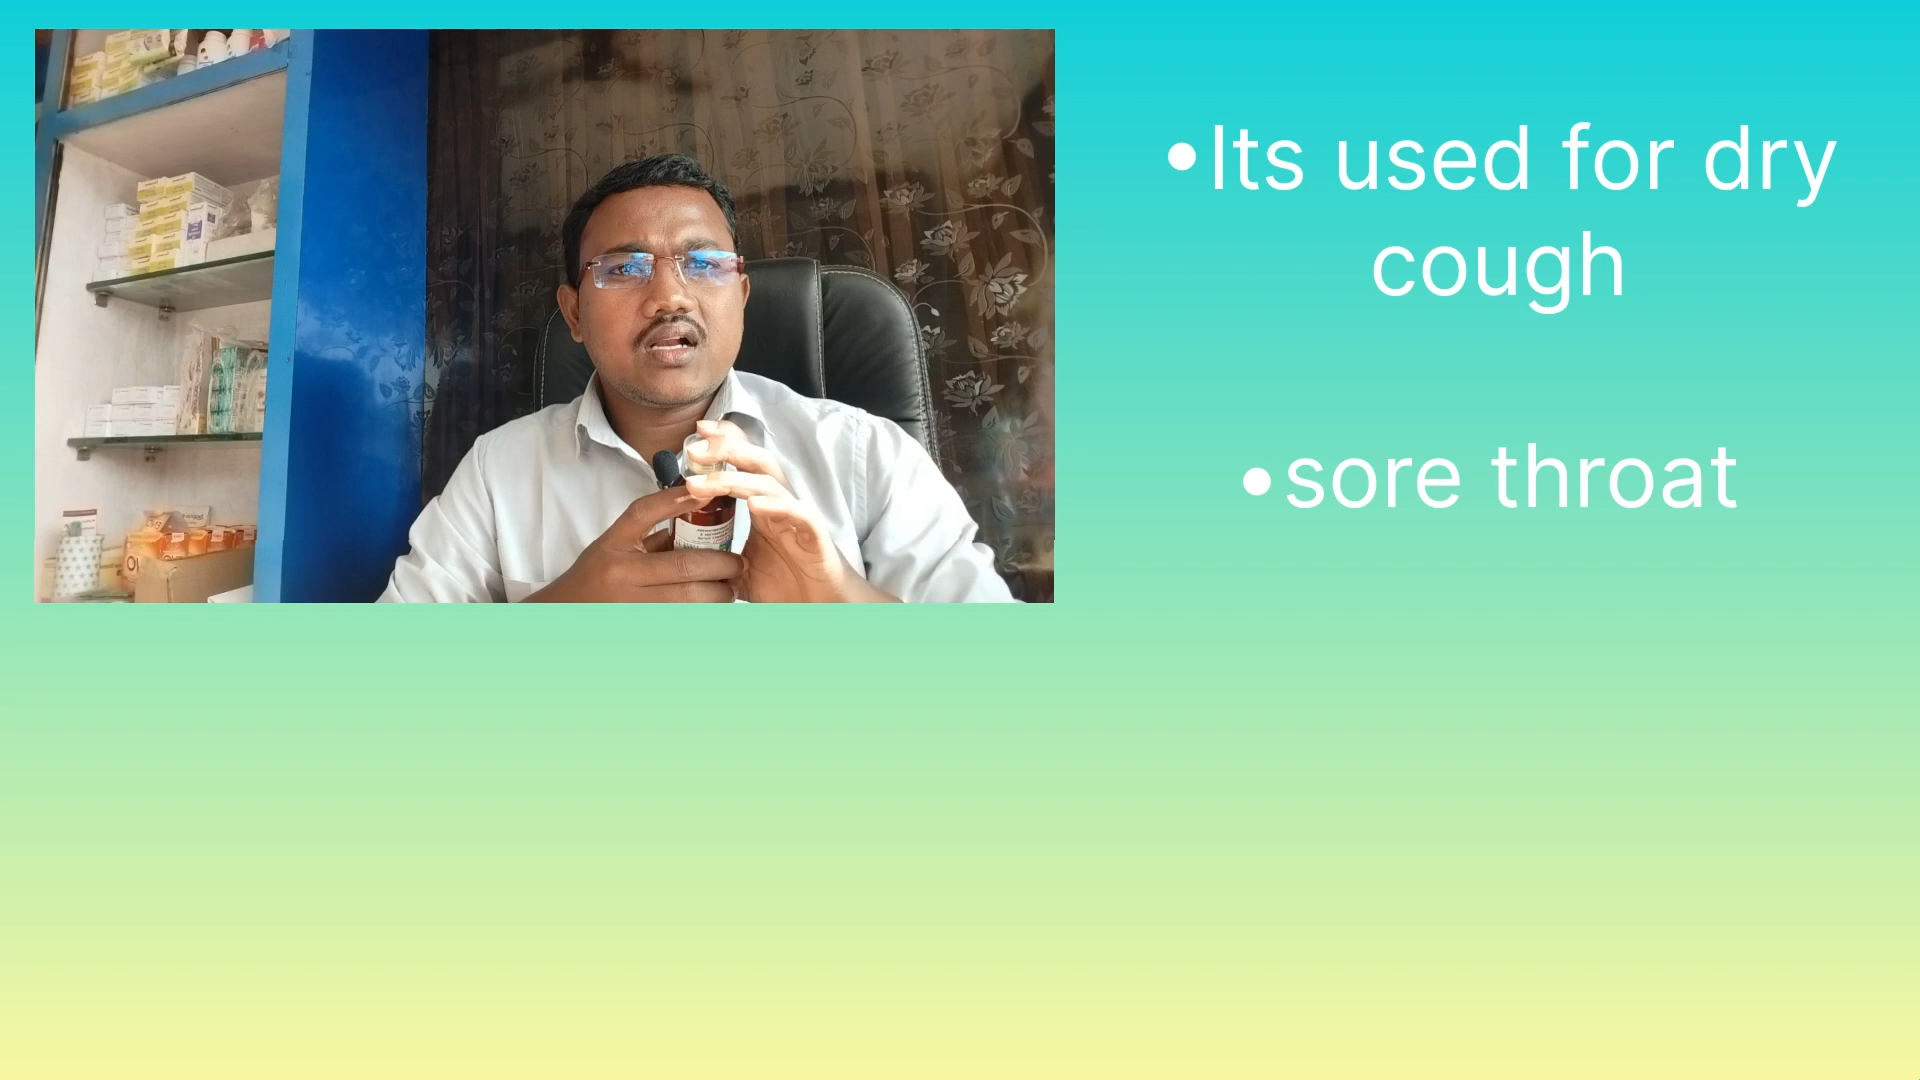 •Its used for dry
cough
•sore throat